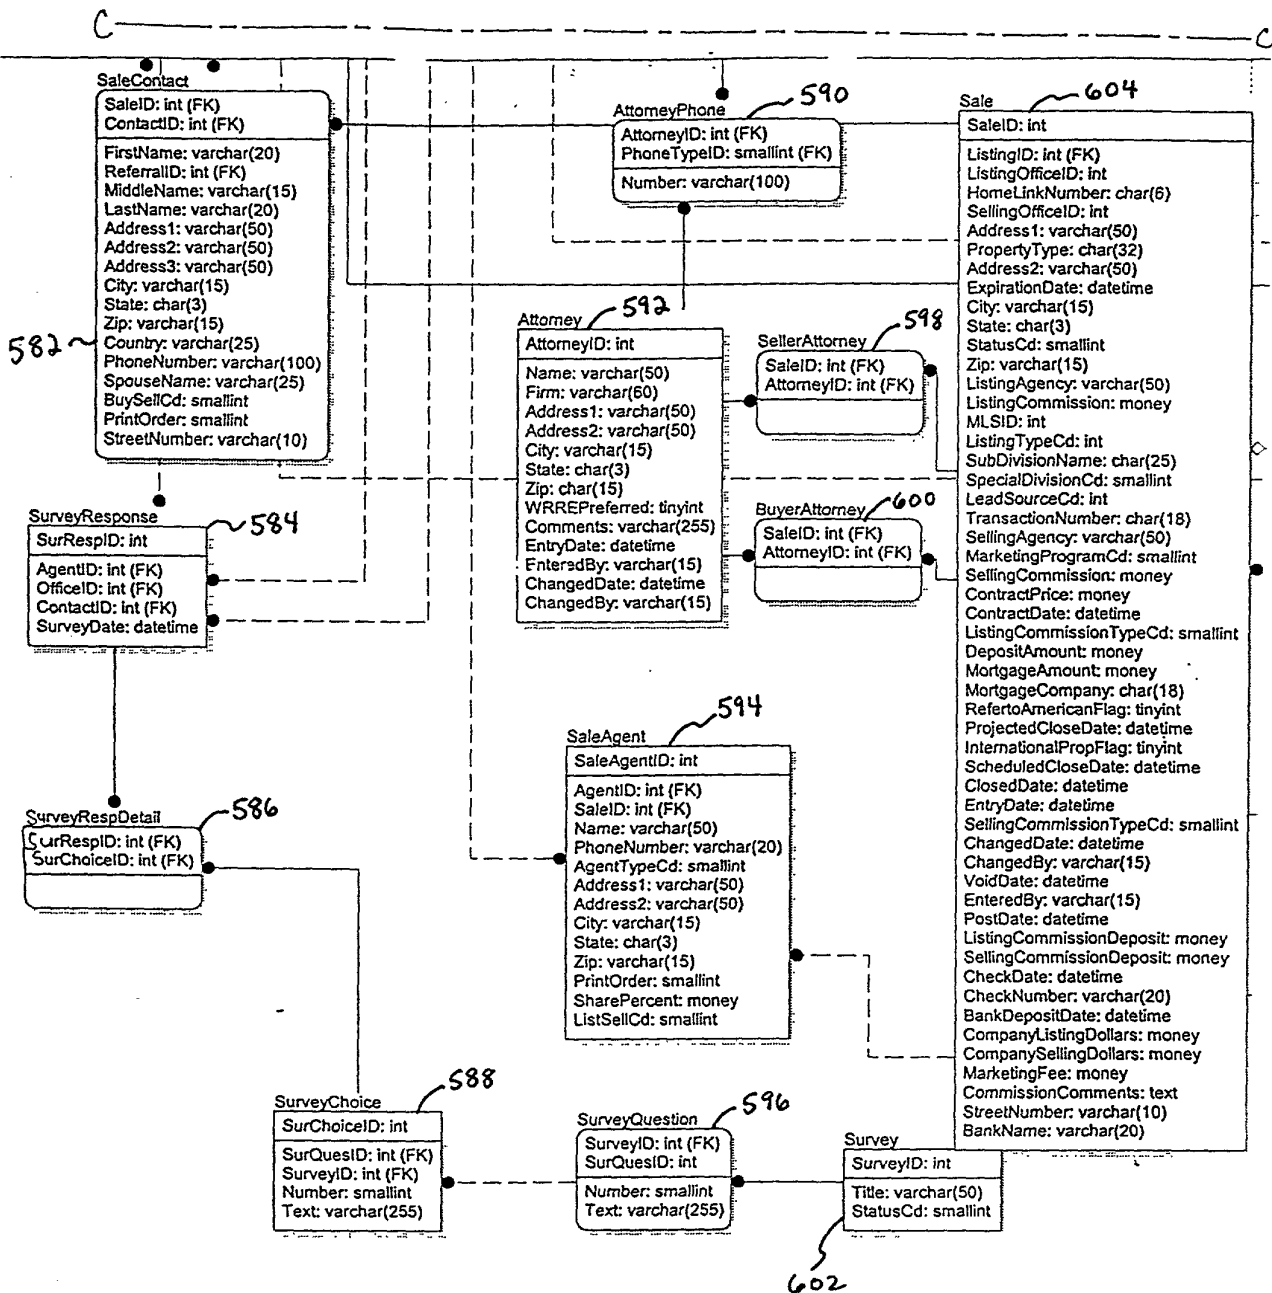 C C
SaleContact
SaleID: int (FK)
ContactID: int (FK)
FirstName: varchar(20)
ReferralID: int (FK)
MiddleName: varchar(15)
LastName: varchar(20)
Address1: varchar(50)
Address2: varchar(50)
Address3: varchar(50)
City: varchar(15)
State: char(3)
Zip: varchar(15)
Country: varchar(25)
PhoneNumber: varchar(100)
SpouseName: varchar(25)
BuySellCd: smallint
PrintOrder: smallint
StreetNumber: varchar(10)
582
AttorneyPhone
590
AttorneyID: int (FK)
PhoneTypeID: smallint (FK)
Number: varchar(100)
Sale
604
SaleID: int
ListingID: int (FK)
ListingOfficeID: int
HomeLinkNumber: char(6)
SellingOfficeID: int
Address1: varchar(50)
PropertyType: char(32)
Address2: varchar(50)
ExpirationDate: datetime
City: varchar(15)
State: char(3)
StatusCd: smallint
Zip: varchar(15)
ListingAgency: varchar(50)
ListingCommission: money
MLSID: int
ListingTypeCd: int
SubDivisionName: char(25)
SpecialDivisionCd: smallint
LeadSourceCd: int
TransactionNumber: char(18)
SellingAgency: varchar(50)
MarketingProgramCd: smallint
SellingCommission: money
ContractPrice: money
ContractDate: datetime
ListingCommissionTypeCd: smallint
DepositAmount: money
MortgageAmount: money
MortgageCompany: char(18)
RefertoAmericanFlag: tinyint
ProjectedCloseDate: datetime
InternationalPropFlag: tinyint
ScheduledCloseDate: datetime
ClosedDate: datetime
EntryDate: datetime
SellingCommissionTypeCd: smallint
ChangedDate: datetime
ChangedBy: varchar(15)
VoidDate: datetime
EnteredBy: varchar(15)
PostDate: datetime
ListingCommissionDeposit: money
SellingCommissionDeposit: money
CheckDate: datetime
CheckNumber: varchar(20)
BankDepositDate: datetime
CompanyListingDollars: money
CompanySellingDollars: money
MarketingFee: money
CommissionComments: text
StreetNumber: varchar(10)
BankName: varchar(20)
Attorney
592
AttorneyID: int
Name: varchar(50)
Firm: varchar(60)
Address1: varchar(50)
Address2: varchar(50)
City: varchar(15)
State: char(3)
Zip: char(15)
WRREPreferred: tinyint
Comments: varchar(255)
EntryDate: datetime
EnteredBy: varchar(15)
ChangedDate: datetime
ChangedBy: varchar(15)
SellerAttorney
598
SaleID: int (FK)
AttorneyID: int (FK)
BuyerAttorney
600
SaleID: int (FK)
AttorneyID: int (FK)
SurveyResponse
584
SurRespID: int
AgentID: int (FK)
OfficeID: int (FK)
ContactID: int (FK)
SurveyDate: datetime
SaleAgent
594
SaleAgentID: int
AgentID: int (FK)
SaleID: int (FK)
Name: varchar(50)
PhoneNumber: varchar(20)
AgentTypeCd: smallint
Address1: varchar(50)
Address2: varchar(50)
City: varchar(15)
State: char(3)
Zip: varchar(15)
PrintOrder: smallint
SharePercent: money
ListSellCd: smallint
SurveyRespDetail
586
SurRespID: int (FK)
SurChoiceID: int (FK)
SurveyChoice
588
SurChoiceID: int
SurQuesID: int (FK)
SurveyID: int (FK)
Number: smallint
Text: varchar(255)
SurveyQuestion
596
SurveyID: int (FK)
SurQuesID: int
Number: smallint
Text: varchar(255)
Survey
SurveyID: int
Title: varchar(50)
StatusCd: smallint
602